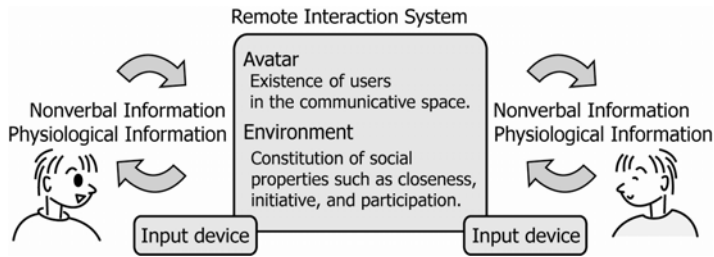 Remote Interaction System
Nonverbal Information
Physiological Information
Avatar
Existence of users
in the communicative space.
Environment
Constitution of social
properties such as closeness,
initiative, and participation.
Nonverbal Information
Physiological Information
Input device
Input device